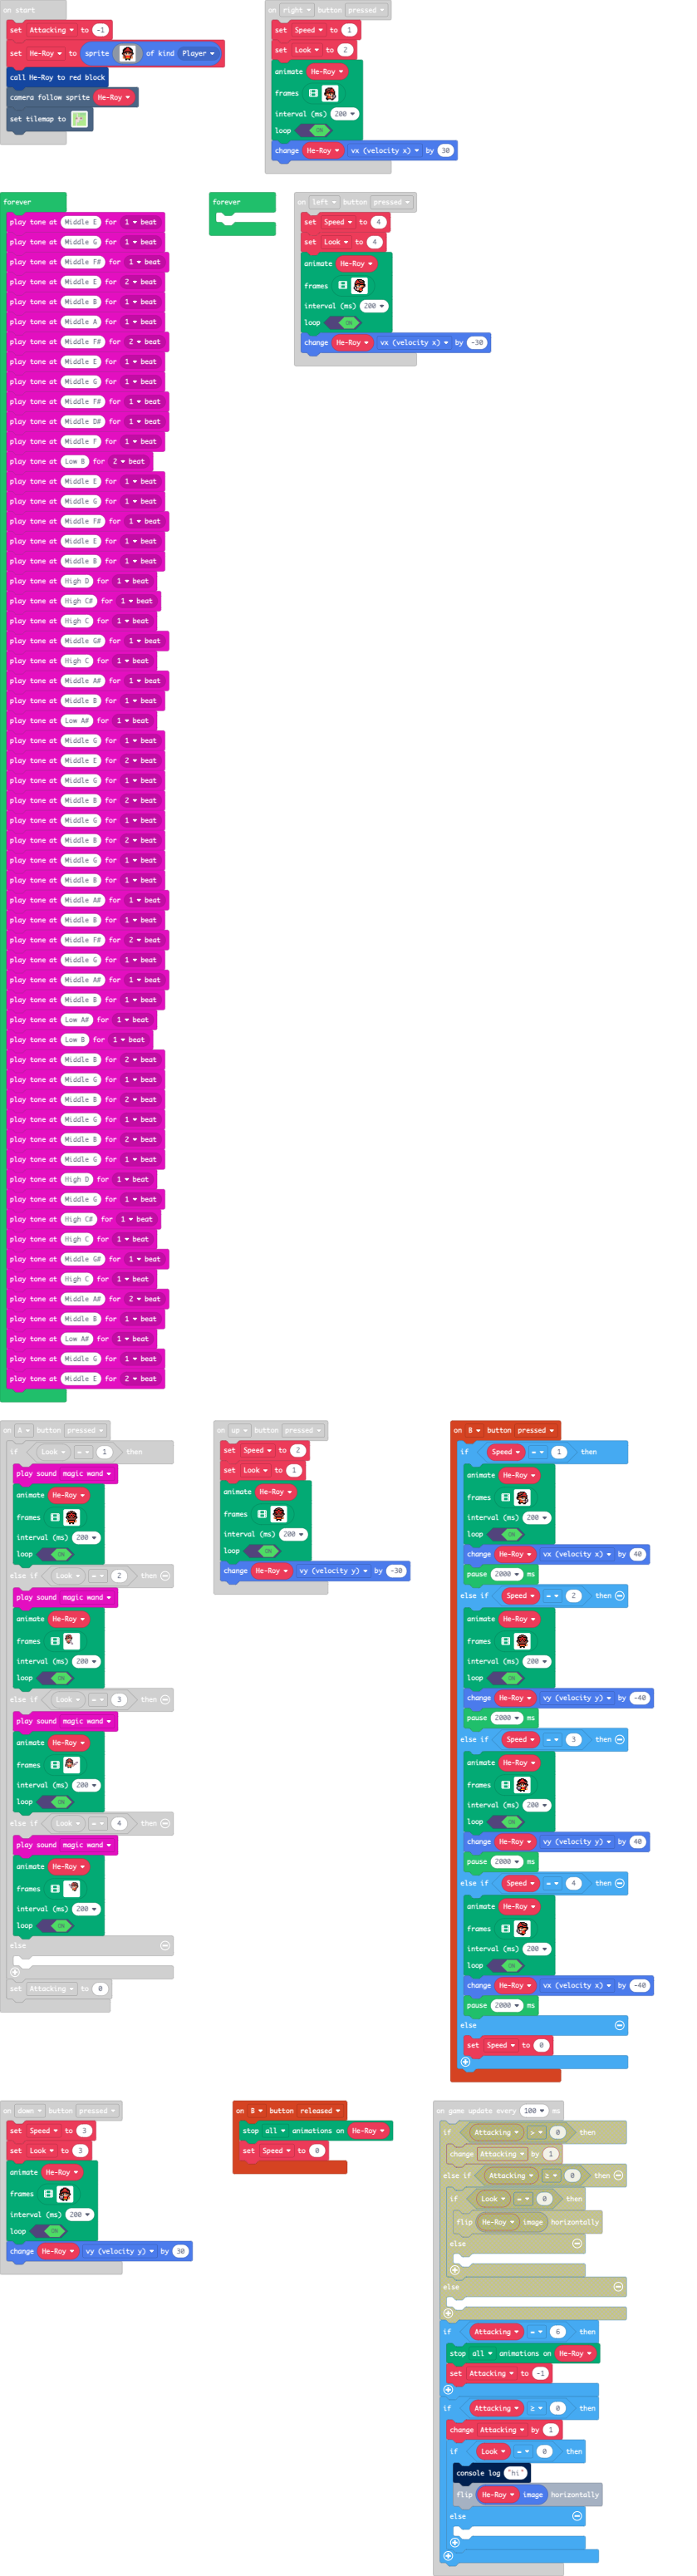 on start
set Attacking to -1
set He-Roy to sprite of kind Player
call He-Roy to red block
camera follow sprite He-Roy
set tilemap to
on right button pressed
set Speed to 1
set Look to 2
animate He-Roy
frames
interval (ms) 200
loop ON
change He-Roy vx (velocity x) by 30
forever
play tone at Middle E for 1 beat
play tone at Middle G for 1 beat
play tone at Middle F# for 1 beat
play tone at Middle E for 2 beat
play tone at Middle B for 1 beat
play tone at Middle A for 1 beat
play tone at Middle F# for 2 beat
play tone at Middle E for 1 beat
play tone at Middle G for 1 beat
play tone at Middle F# for 1 beat
play tone at Middle D# for 1 beat
play tone at Middle F for 1 beat
play tone at Low B for 2 beat
play tone at Middle E for 1 beat
play tone at Middle G for 1 beat
play tone at Middle F# for 1 beat
play tone at Middle E for 1 beat
play tone at Middle B for 1 beat
play tone at High D for 1 beat
play tone at High C# for 1 beat
play tone at High C for 1 beat
play tone at Middle G# for 1 beat
play tone at High C for 1 beat
play tone at Middle A# for 1 beat
play tone at Middle B for 1 beat
play tone at Low A# for 1 beat
play tone at Middle G for 1 beat
play tone at Middle E for 2 beat
play tone at Middle G for 1 beat
play tone at Middle B for 2 beat
play tone at Middle G for 1 beat
play tone at Middle B for 2 beat
play tone at Middle G for 1 beat
play tone at Middle B for 1 beat
play tone at Middle A# for 1 beat
play tone at Middle B for 1 beat
play tone at Middle F# for 2 beat
play tone at Middle G for 1 beat
play tone at Middle A# for 1 beat
play tone at Middle B for 1 beat
play tone at Low A# for 1 beat
play tone at Low B for 1 beat
play tone at Middle B for 2 beat
play tone at Middle G for 1 beat
play tone at Middle B for 2 beat
play tone at Middle G for 1 beat
play tone at Middle B for 2 beat
play tone at Middle G for 1 beat
play tone at High D for 1 beat
play tone at Middle G for 1 beat
play tone at High C# for 1 beat
play tone at High C for 1 beat
play tone at Middle G# for 1 beat
play tone at High C for 1 beat
play tone at Middle A# for 2 beat
play tone at Middle B for 1 beat
play tone at Low A# for 1 beat
play tone at Middle G for 1 beat
play tone at Middle E for 2 beat
forever
on left button pressed
set Speed to 4
set Look to 4
animate He-Roy
frames
interval (ms) 200
loop ON
change He-Roy vx (velocity x) by -30
on A button pressed
if Look = 1 then
play sound magic wand
animate He-Roy
frames
interval (ms) 200
loop ON
else if Look = 2 then
play sound magic wand
animate He-Roy
frames
interval (ms) 200
loop ON
else if Look = 3 then
play sound magic wand
animate He-Roy
frames
interval (ms) 200
loop ON
else if Look = 4 then
play sound magic wand
animate He-Roy
frames
interval (ms) 200
loop ON
else
set Attacking to 0
on up button pressed
set Speed to 2
set Look to 1
animate He-Roy
frames
interval (ms) 200
loop ON
change He-Roy vy (velocity y) by -30
on B button pressed
if Speed = 1 then
animate He-Roy
frames
interval (ms) 200
loop ON
change He-Roy vx (velocity x) by 40
pause 2000 ms
else if Speed = 2 then
animate He-Roy
frames
interval (ms) 200
loop ON
change He-Roy vy (velocity y) by -40
pause 2000 ms
else if Speed = 3 then
animate He-Roy
frames
interval (ms) 200
loop ON
change He-Roy vy (velocity y) by 40
pause 2000 ms
else if Speed = 4 then
animate He-Roy
frames
interval (ms) 200
loop ON
change He-Roy vx (velocity x) by -40
pause 2000 ms
else
set Speed to 0
on down button pressed
set Speed to 3
set Look to 3
animate He-Roy
frames
interval (ms) 200
loop ON
change He-Roy vy (velocity y) by 30
on B button released
stop all animations on He-Roy
set Speed to 0
on game update every 100 ms
if Attacking > 0 then
change Attacking by 1
else if Attacking ≥ 0 then
if Look = 0 then
flip He-Roy image horizontally
else
else
if Attacking = 6 then
stop all animations on He-Roy
set Attacking to -1
if Attacking ≥ 0 then
change Attacking by 1
if Look = 0 then
console log "hi"
flip He-Roy image horizontally
else